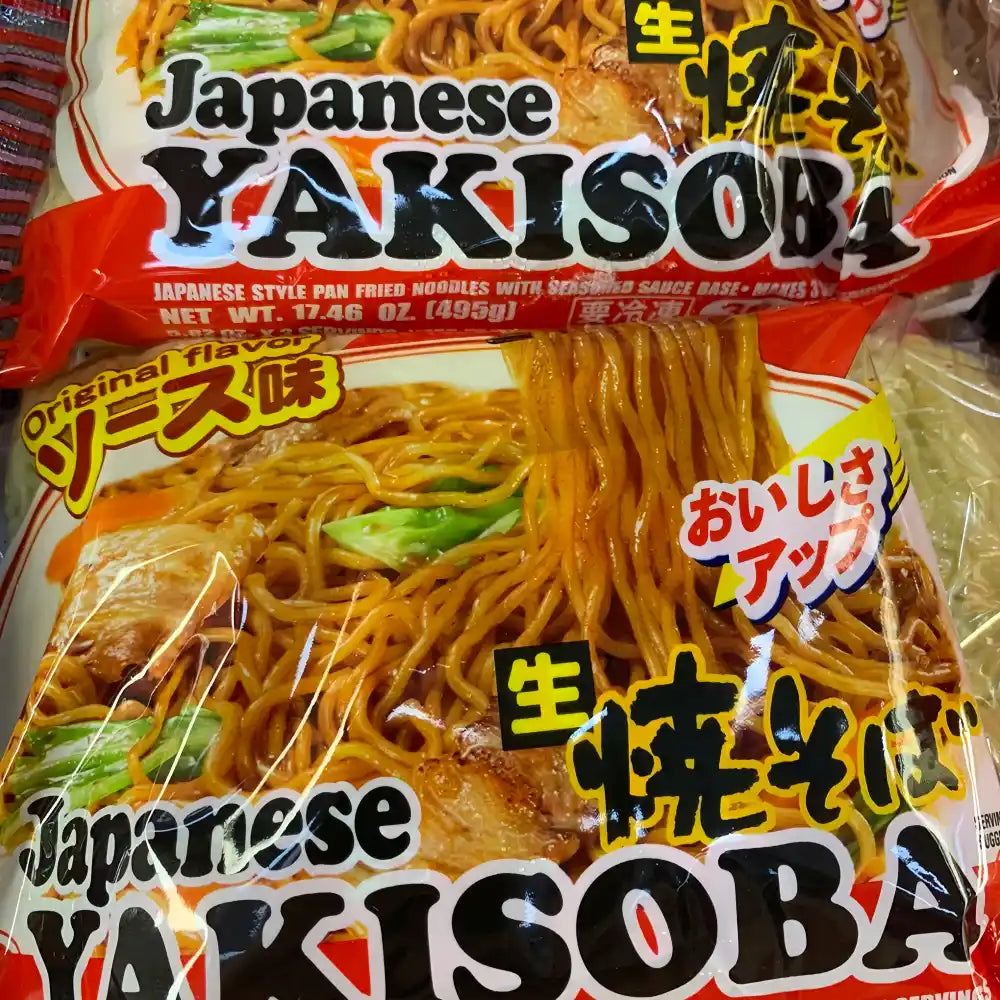 生
焼そば
Japanese
YAKISOBA
JAPANESE STYLE PAN FRIED NOODLES WITH SEASONED SAUCE BASE • MAKES 3
NET WT. 17.46 OZ. (495g)
要冷凍
Original flavor
ソース味
おいしさ
アップ
生
焼そば
Japanese
YAKISOBA